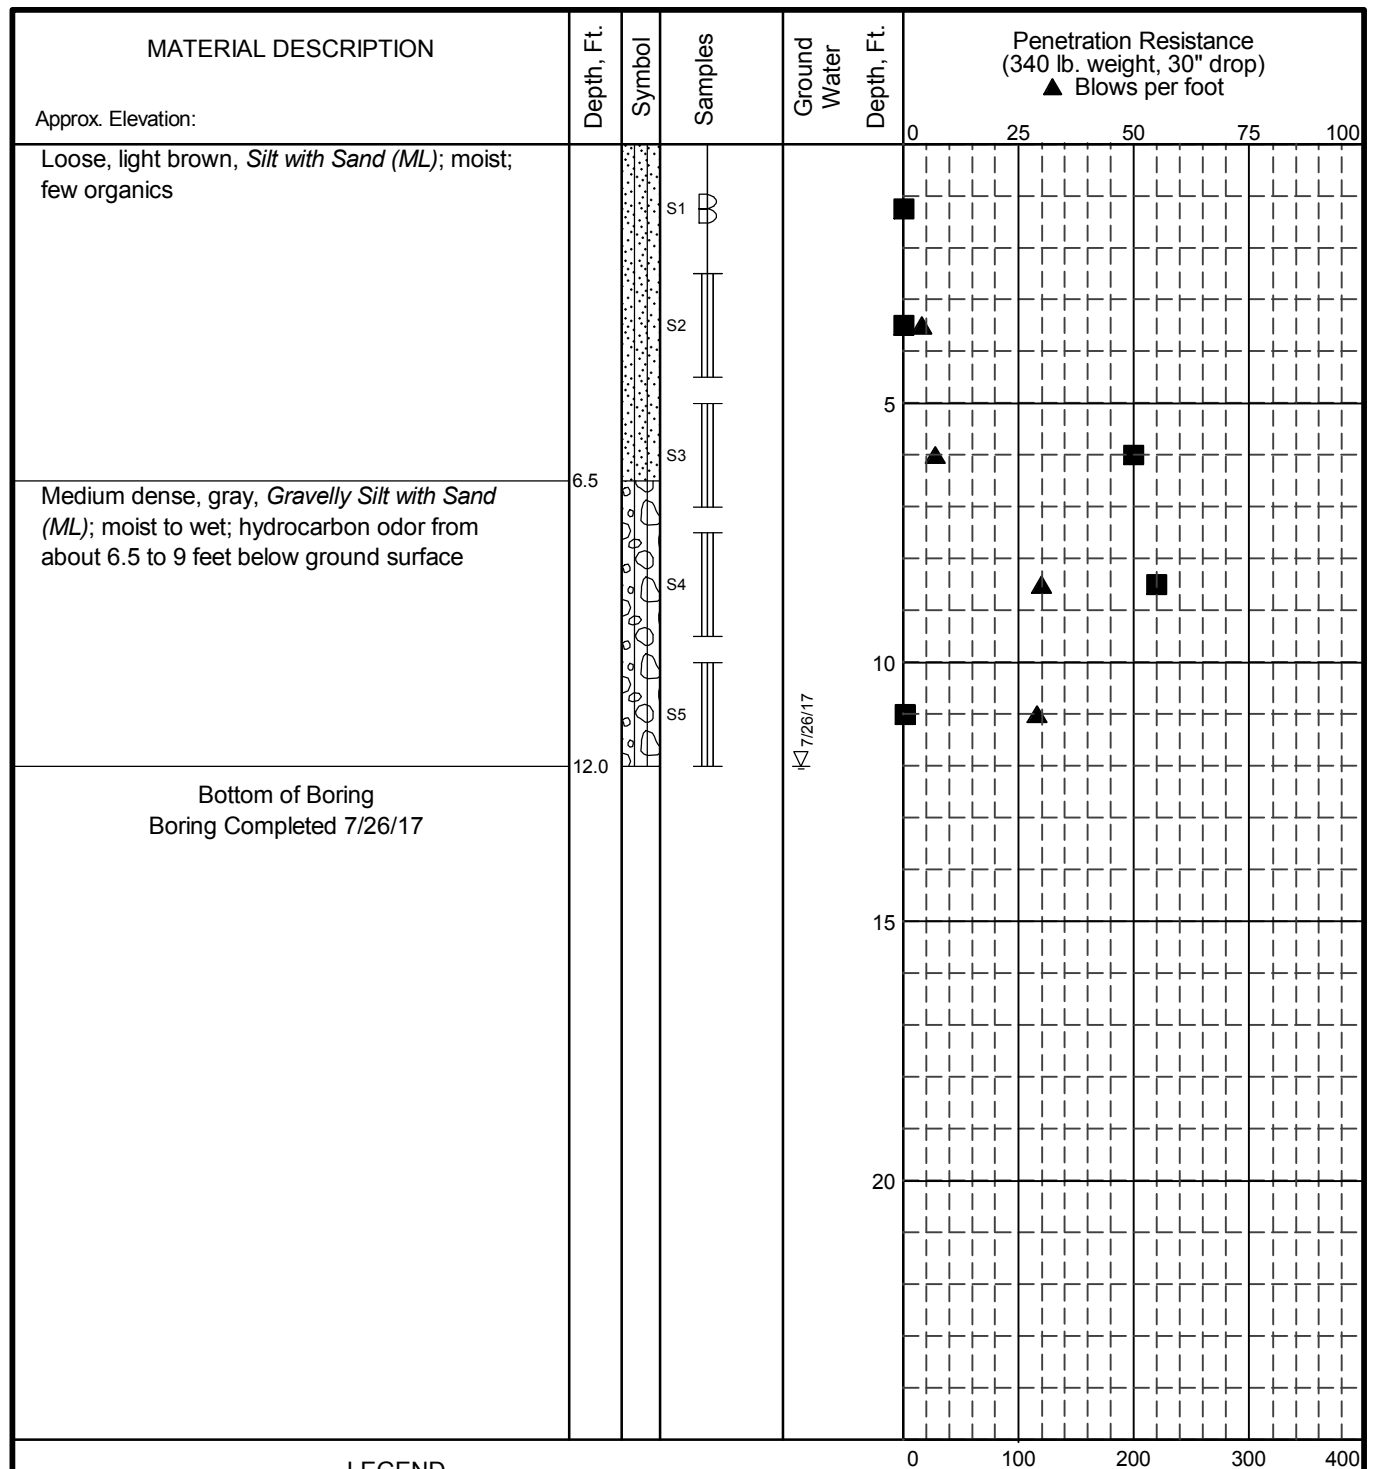 MATERIAL DESCRIPTION
Approx. Elevation:
Depth, Ft.
Symbol
Samples
Ground
Water
Depth, Ft.
Penetration Resistance
(340 lb. weight, 30" drop)
▲ Blows per foot
0 25 50 75 100
Loose, light brown, Silt with Sand (ML); moist;
few organics
S1
S2
5
S3
6.5
Medium dense, gray, Gravelly Silt with Sand
(ML); moist to wet; hydrocarbon odor from
about 6.5 to 9 feet below ground surface
S4
10
S5
7/26/17
12.0
Bottom of Boring
Boring Completed 7/26/17
15
20
0 100 200 300 400
LEGEND